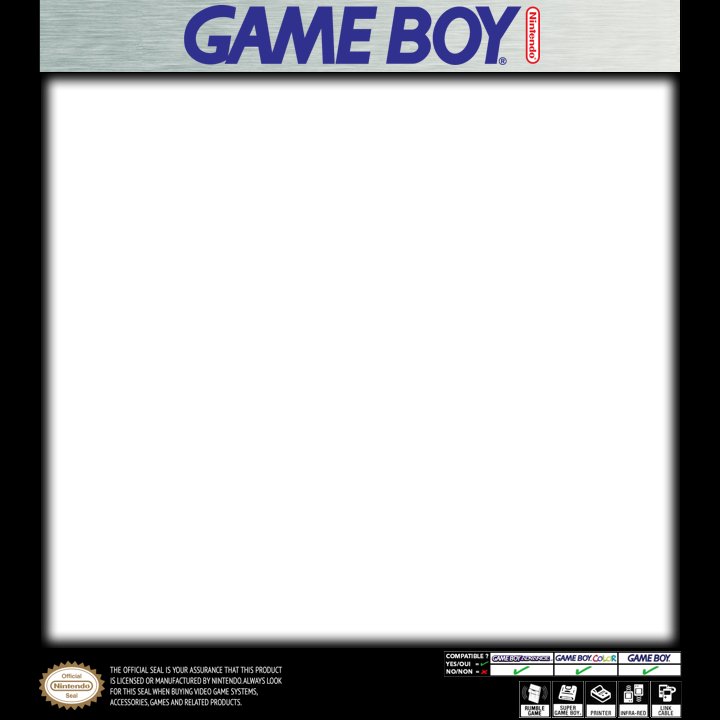 GAME BOY® Nintendo
COMPATIBLE ? GAME BOY ADVANCE GAME BOY COLOR GAME BOY
YES/OUI = ✓
NO/NON = ✗
Official
Nintendo
Seal
THE OFFICIAL SEAL IS YOUR ASSURANCE THAT THIS PRODUCT
IS LICENSED OR MANUFACTURED BY NINTENDO.ALWAYS LOOK
FOR THIS SEAL WHEN BUYING VIDEO GAME SYSTEMS,
ACCESSORIES,GAMES AND RELATED PRODUCTS.
RUMBLE
GAME
SUPER
GAME BOY.
PRINTER
INFRA-RED
LINK
CABLE